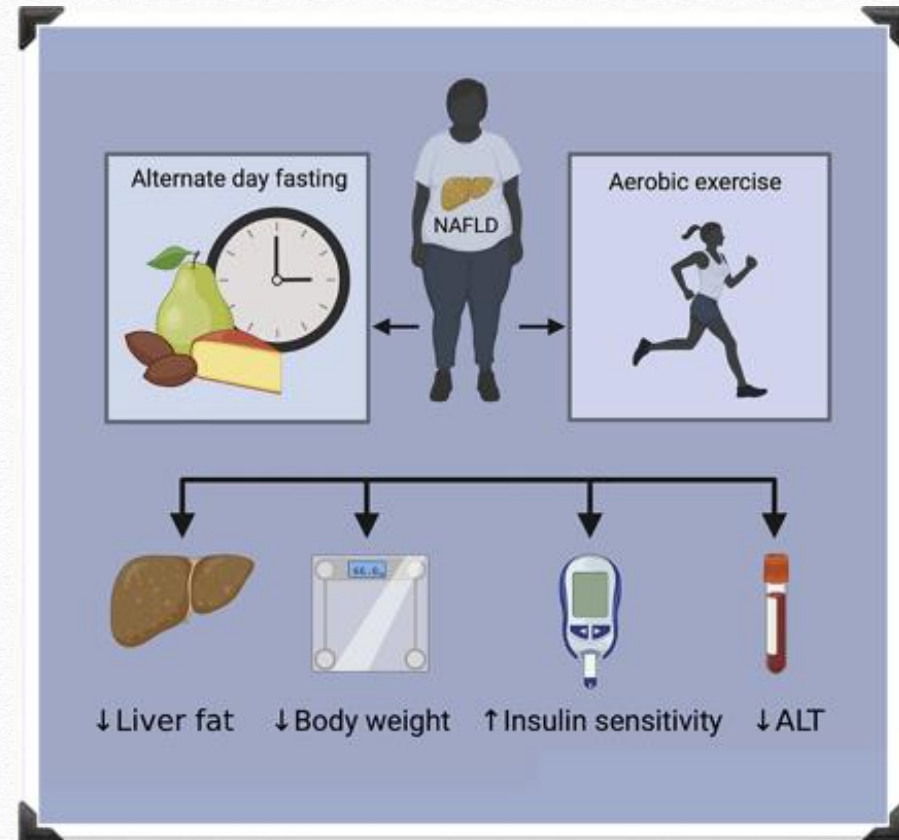 Alternate day fasting
NAFLD
Aerobic exercise
↓Liver fat
↓Body weight
↑Insulin sensitivity
↓ALT